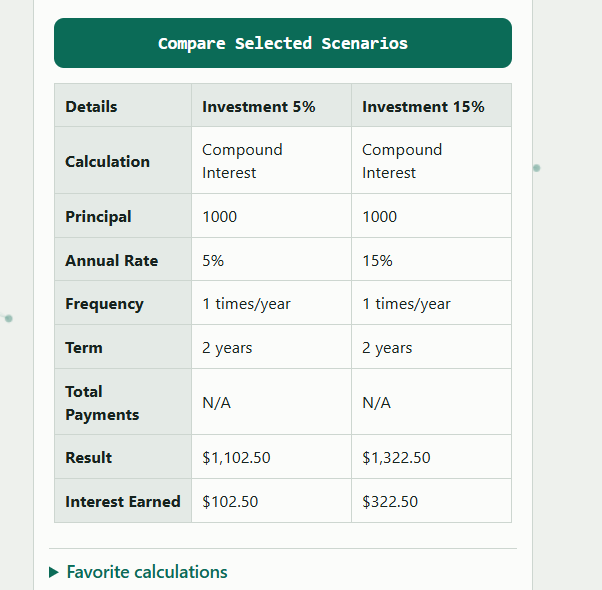 Compare Selected Scenarios
Details Investment 5% Investment 15%
Calculation Compound Interest Compound Interest
Principal 1000 1000
Annual Rate 5% 15%
Frequency 1 times/year 1 times/year
Term 2 years 2 years
Total Payments N/A N/A
Result $1,102.50 $1,322.50
Interest Earned $102.50 $322.50
Favorite calculations